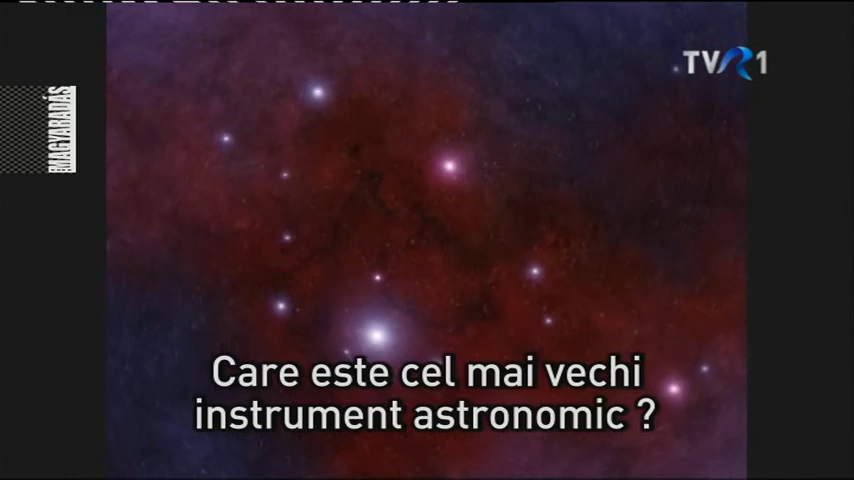 TVR1
MAGYARADÁS
Care este cel mai vechi
instrument astronomic ?